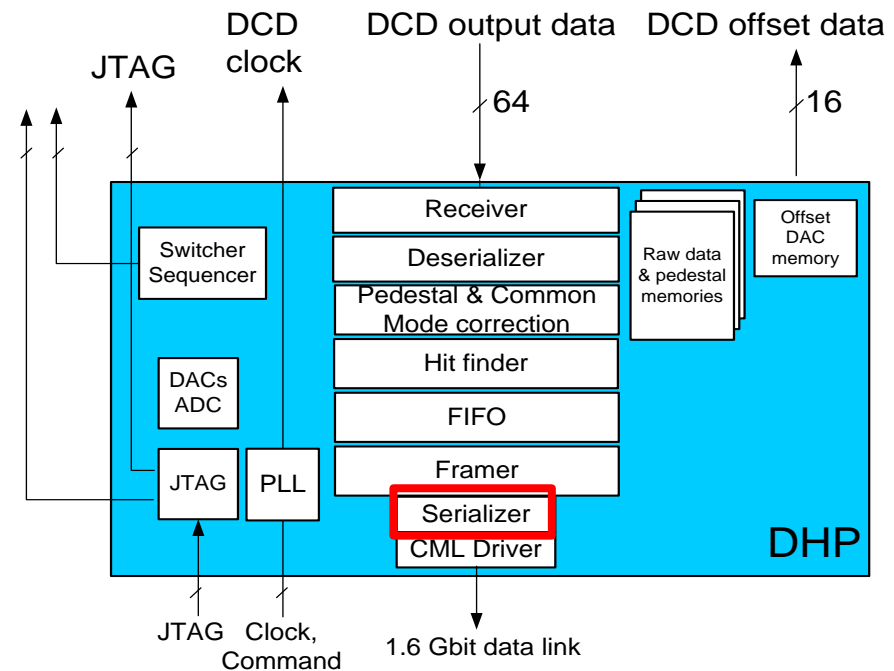 DCD
clock
DCD output data
DCD offset data
JTAG
64
16
Receiver
Deserializer
Pedestal & Common
Mode correction
Hit finder
FIFO
Framer
Serializer
CML Driver
Switcher
Sequencer
DACs
ADC
JTAG
PLL
Raw data
& pedestal
memories
Offset
DAC
memory
DHP
JTAG
Clock,
Command
1.6 Gbit data link